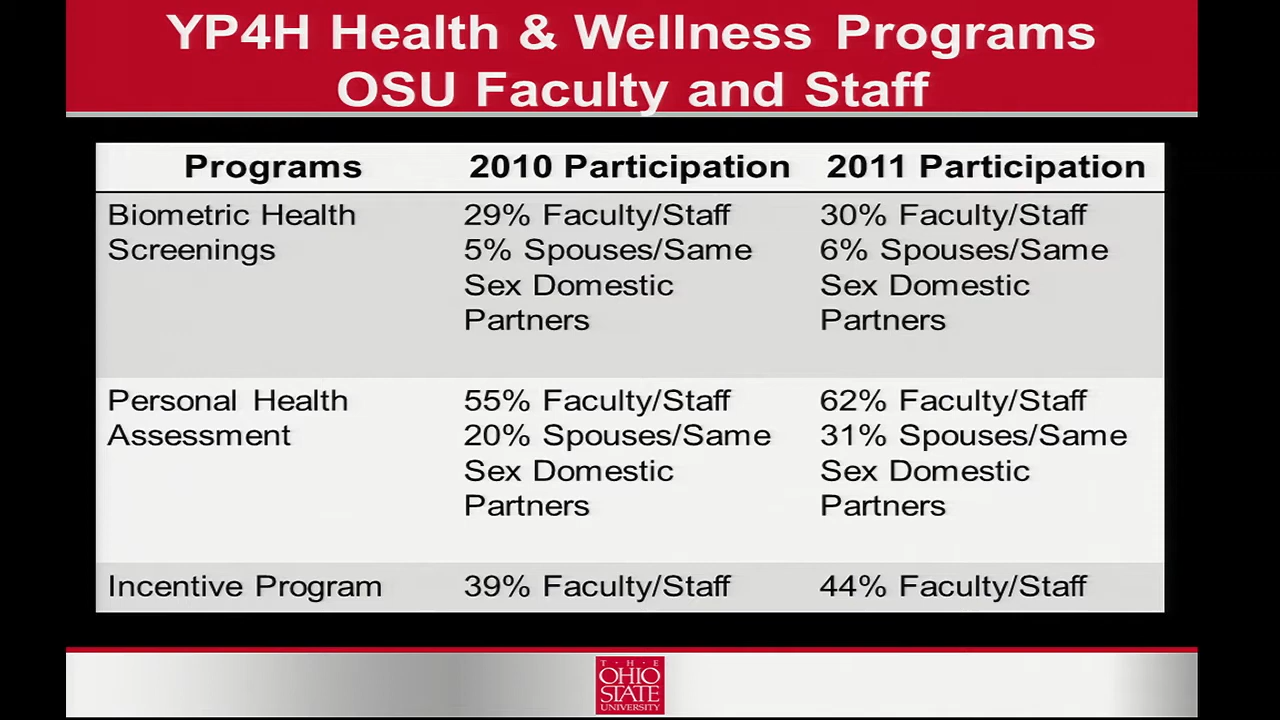 YP4H Health & Wellness Programs
OSU Faculty and Staff
Programs 2010 Participation 2011 Participation
Biometric Health Screenings
29% Faculty/Staff
5% Spouses/Same
Sex Domestic
Partners
30% Faculty/Staff
6% Spouses/Same
Sex Domestic
Partners
Personal Health
Assessment
55% Faculty/Staff
20% Spouses/Same
Sex Domestic
Partners
62% Faculty/Staff
31% Spouses/Same
Sex Domestic
Partners
Incentive Program 39% Faculty/Staff 44% Faculty/Staff
T·H·E
OHIO
STATE
UNIVERSITY